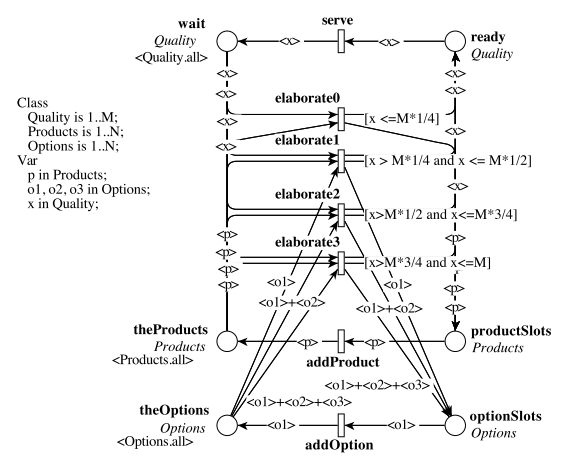 wait
serve
ready
Quality
<x>
<x>
Quality
<Quality.all>
<x>
<x>
<x>
<x>
Class
Quality is 1..M;
Products is 1..N;
Options is 1..N;
Var
p in Products;
o1, o2, o3 in Options;
x in Quality;
elaborate0
[x <=M*1/4]
<x>
<x>
elaborate1
[x > M*1/4 and x <= M*1/2]
<x>
elaborate2
[x>M*1/2 and x<=M*3/4]
<p>
<p>
elaborate3
<p>
<p>
[x>M*3/4 and x<=M]
<p>
<p>
<p>
<o1>
<o1>
<o1>+<o2>
<o1>+<o2>
theProducts
productSlots
Products
<p>
<p>
Products
<Products.all>
addProduct
<o1>+<o2>+<o3>
<o1>+<o2>+<o3>
theOptions
optionSlots
Options
<o1>
<o1>
Options
<Options.all>
addOption